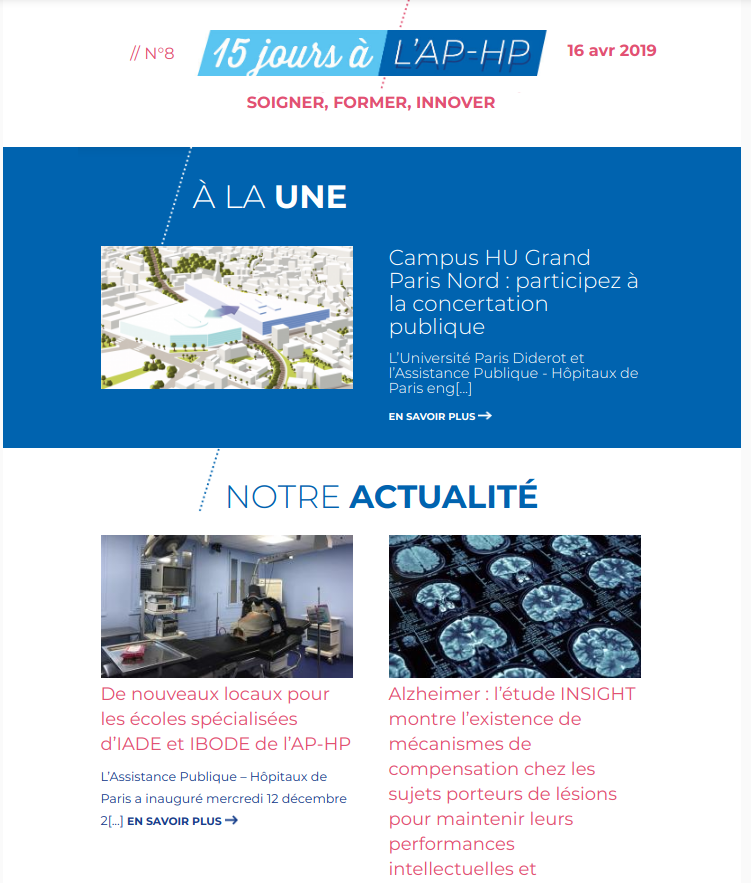 // N°8
15 jours à L'AP-HP
16 avr 2019
SOIGNER, FORMER, INNOVER
À LA UNE
Campus HU Grand
Paris Nord : participez à
la concertation
publique
L'Université Paris Diderot et
l'Assistance Publique - Hôpitaux de
Paris eng[...]
EN SAVOIR PLUS
NOTRE ACTUALITÉ
De nouveaux locaux pour
les écoles spécialisées
d'IADE et IBODE de l'AP-HP
L'Assistance Publique – Hôpitaux de
Paris a inauguré mercredi 12 décembre
2[...] EN SAVOIR PLUS
Alzheimer : l'étude INSIGHT
montre l'existence de
mécanismes de
compensation chez les
sujets porteurs de lésions
pour maintenir leurs
performances
intellectuelles et